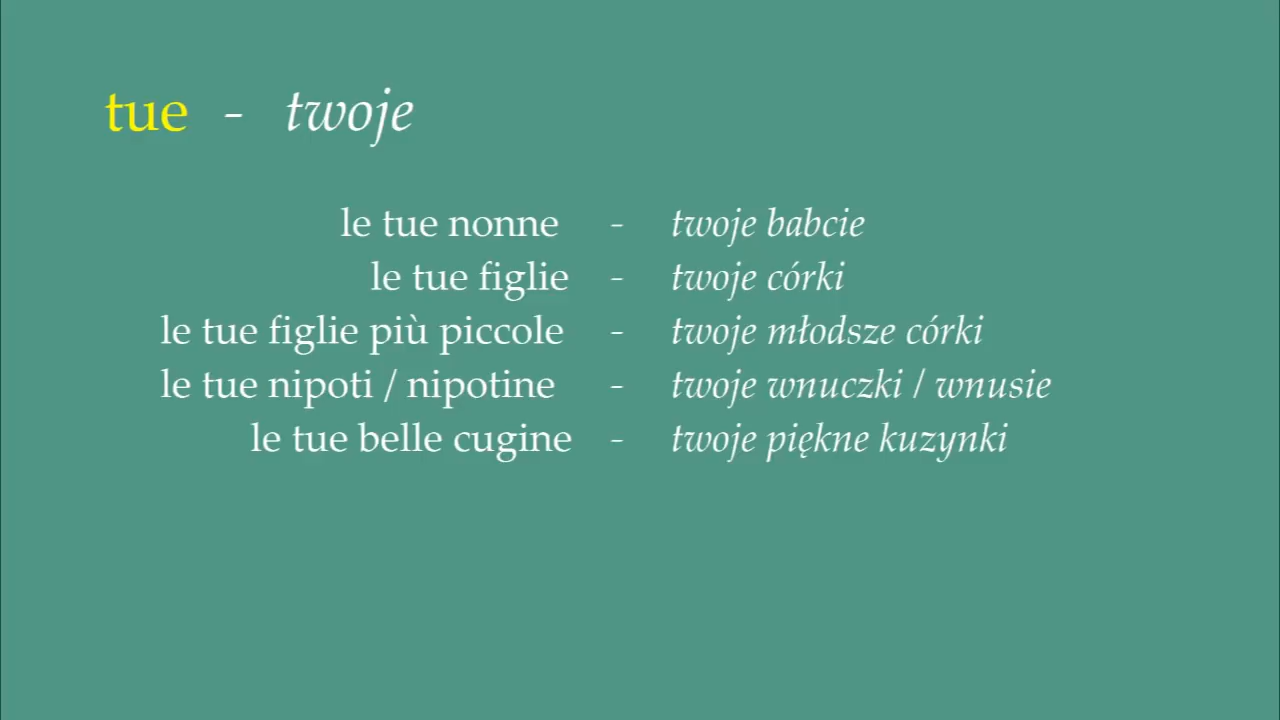 tue - twoje
le tue nonne - twoje babcie
le tue figlie - twoje córki
le tue figlie più piccole - twoje młodsze córki
le tue nipoti / nipotine - twoje wnuczki / wnusie
le tue belle cugine - twoje piękne kuzynki